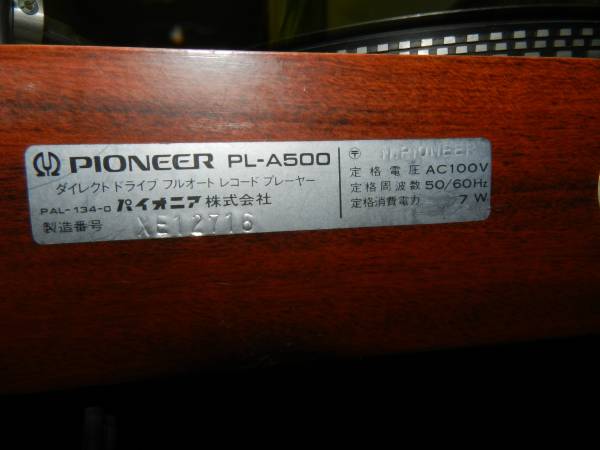 PIONEER PL-A500
ダイレクトドライブ フルオート レコード プレーヤー
PAL-134-0 パイオニア株式会社
製造番号 XE12716
〒 N.PIONEER
定格電圧 AC100V
定格周波数 50/60Hz
定格消費電力 7W